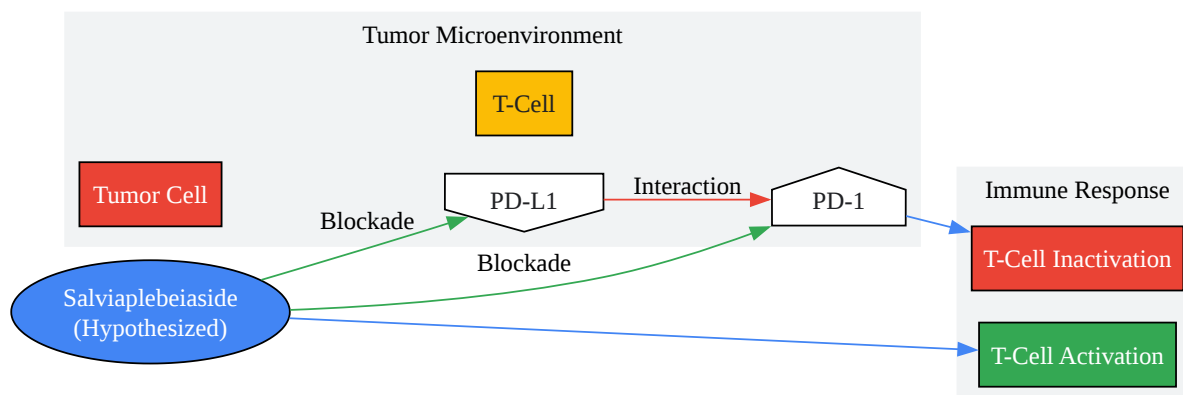 Tumor Microenvironment
T-Cell
Tumor Cell
PD-L1
Interaction
PD-1
Immune Response
Blockade
Blockade
T-Cell Inactivation
Salviaplebeiaside
(Hypothesized)
T-Cell Activation